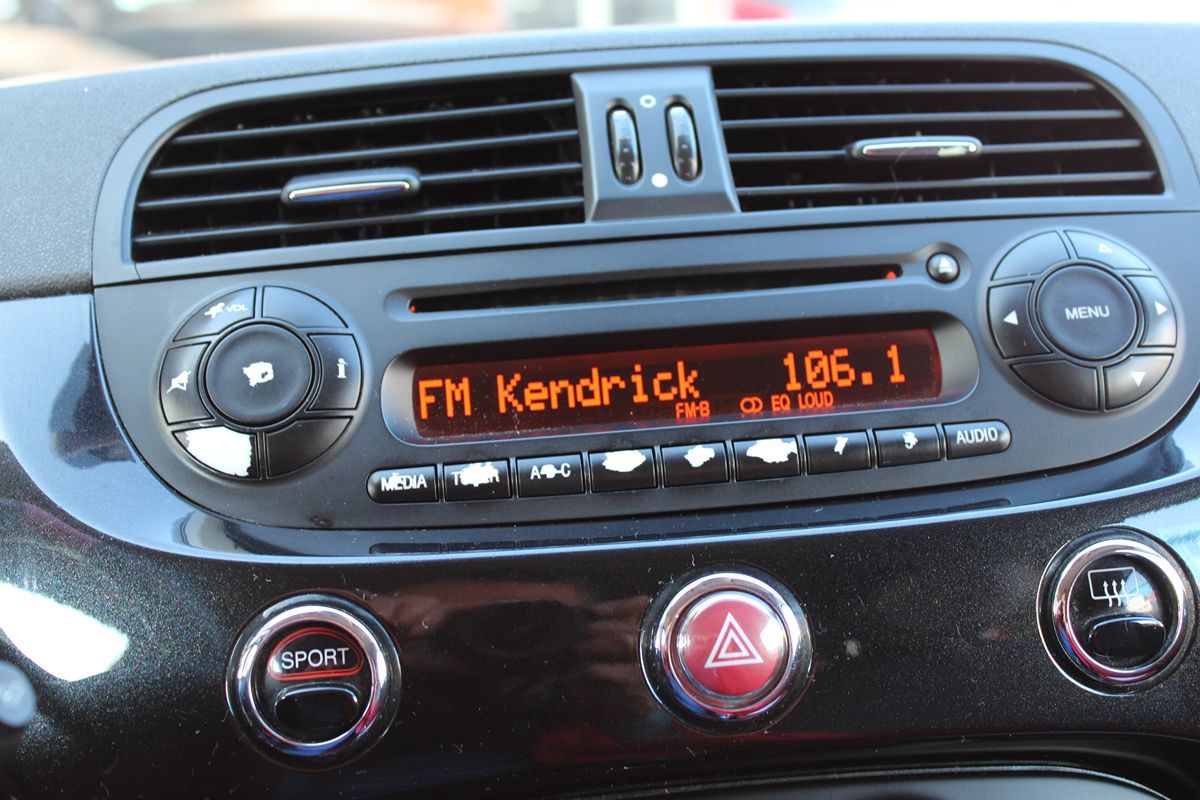 VOL
i
MENU
FM Kendrick 106.1
FM-B EQ LOUD
MEDIA A-B-C AUDIO
SPORT